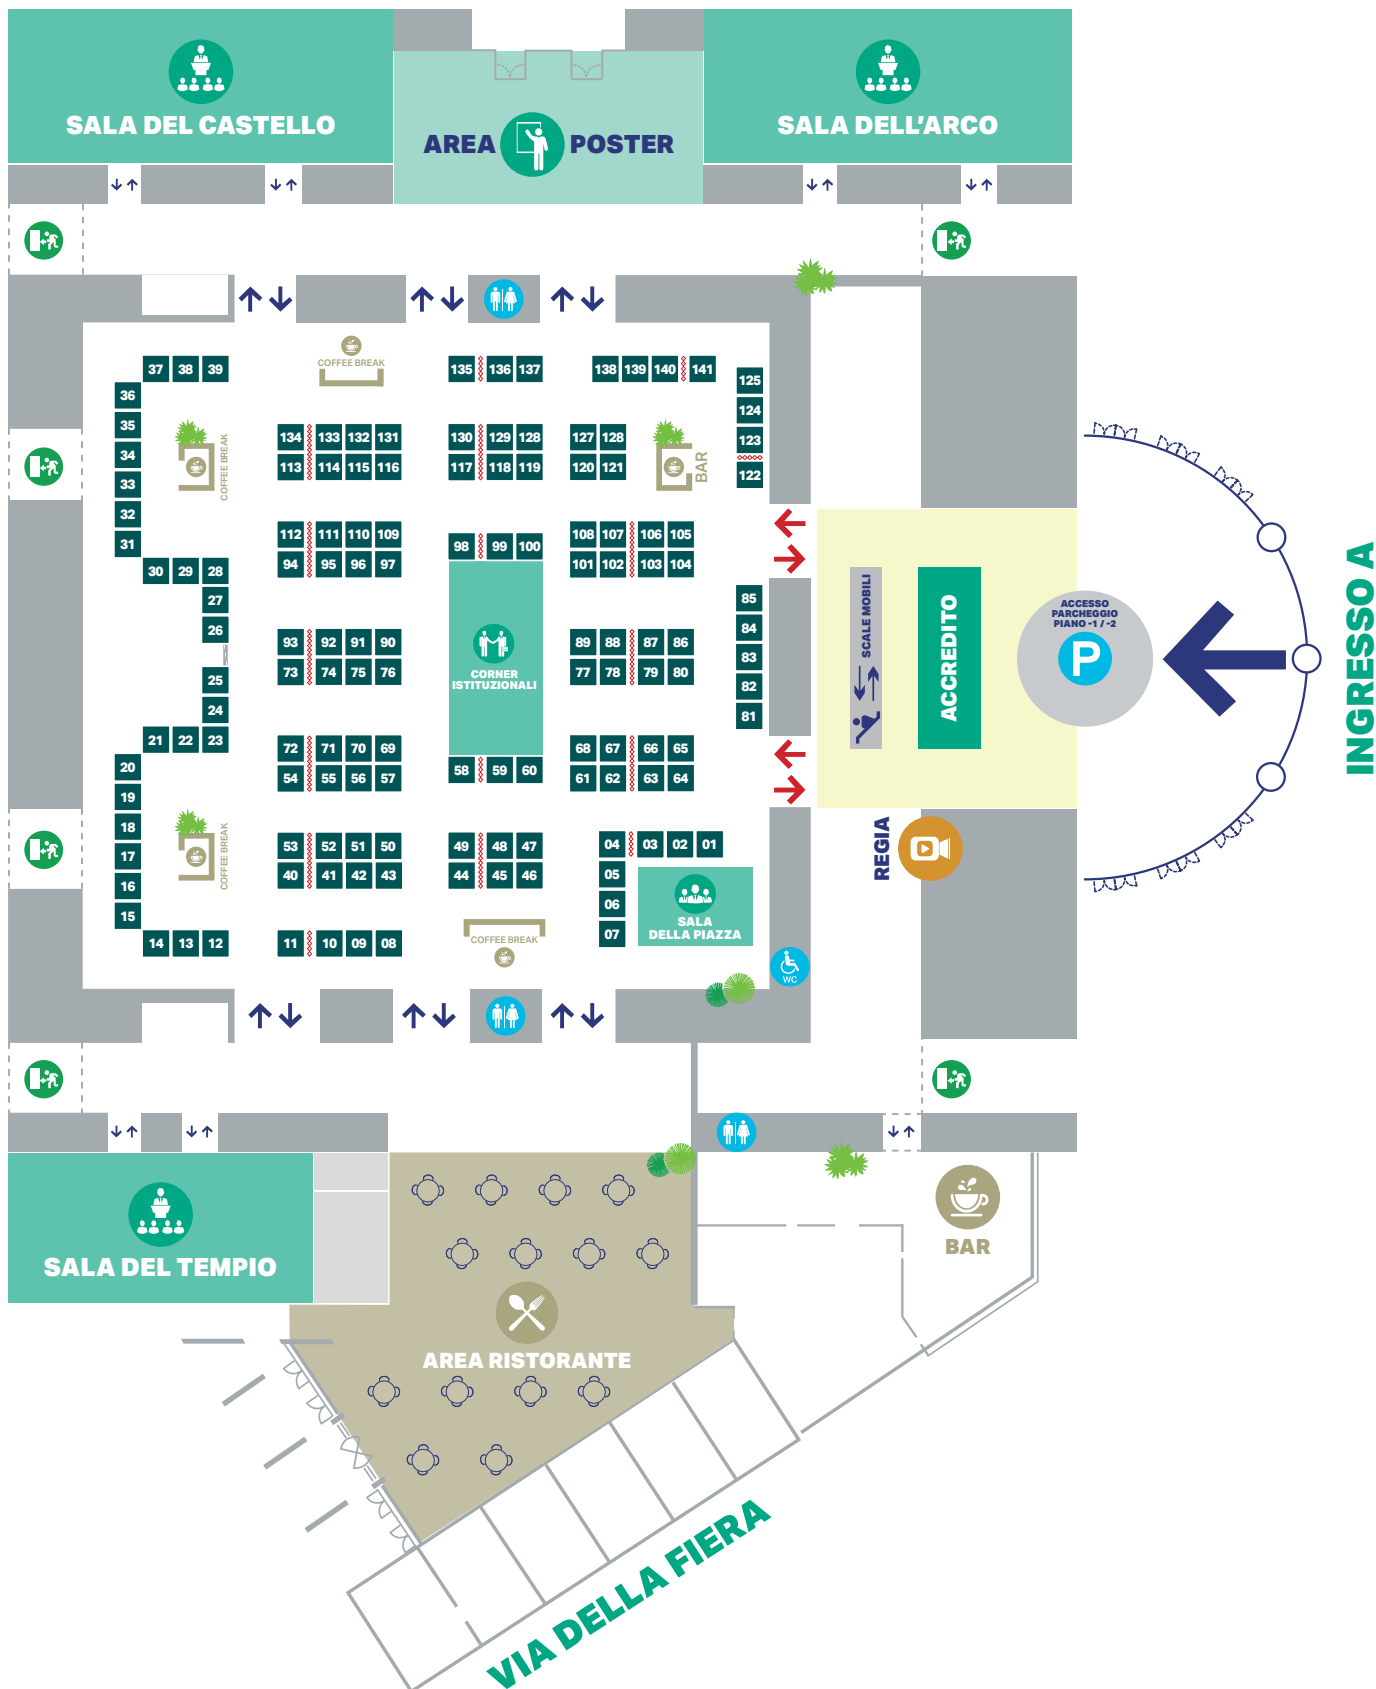 SALA DEL CASTELLO
AREA POSTER
SALA DELL'ARCO
COFFEE BREAK
37 38 39
135 136 137
138 139 140 141
125
36
124
35
134 133 132 131
130 129 128
127 128
123
34
113 114 115 116
117 118 119
120 121
122
COFFEE BREAK
BAR
33
32
31
112 111 110 109
98 99 100
108 107 106 105
94 95 96 97
101 102 103 104
30 29 28
27
26
85
84
83
82
81
93 92 91 90
73 74 75 76
CORNER
ISTITUZIONALI
89 88 87 86
77 78 79 80
SCALE MOBILI
ACCREDITO
ACCESSO
PARCHEGGIO
PIANO -1 / -2
P
INGRESSO A
25
24
21 22 23
72 71 70 69
54 55 56 57
58 59 60
68 67 66 65
61 62 63 64
20
19
18
17
16
15
COFFEE BREAK
53 52 51 50
40 41 42 43
49 48 47
44 45 46
04 03 02 01
05
06
07
SALA
DELLA PIAZZA
REGIA
14 13 12
11 10 09 08
COFFEE BREAK
WC
SALA DEL TEMPIO
BAR
AREA RISTORANTE
VIA DELLA FIERA